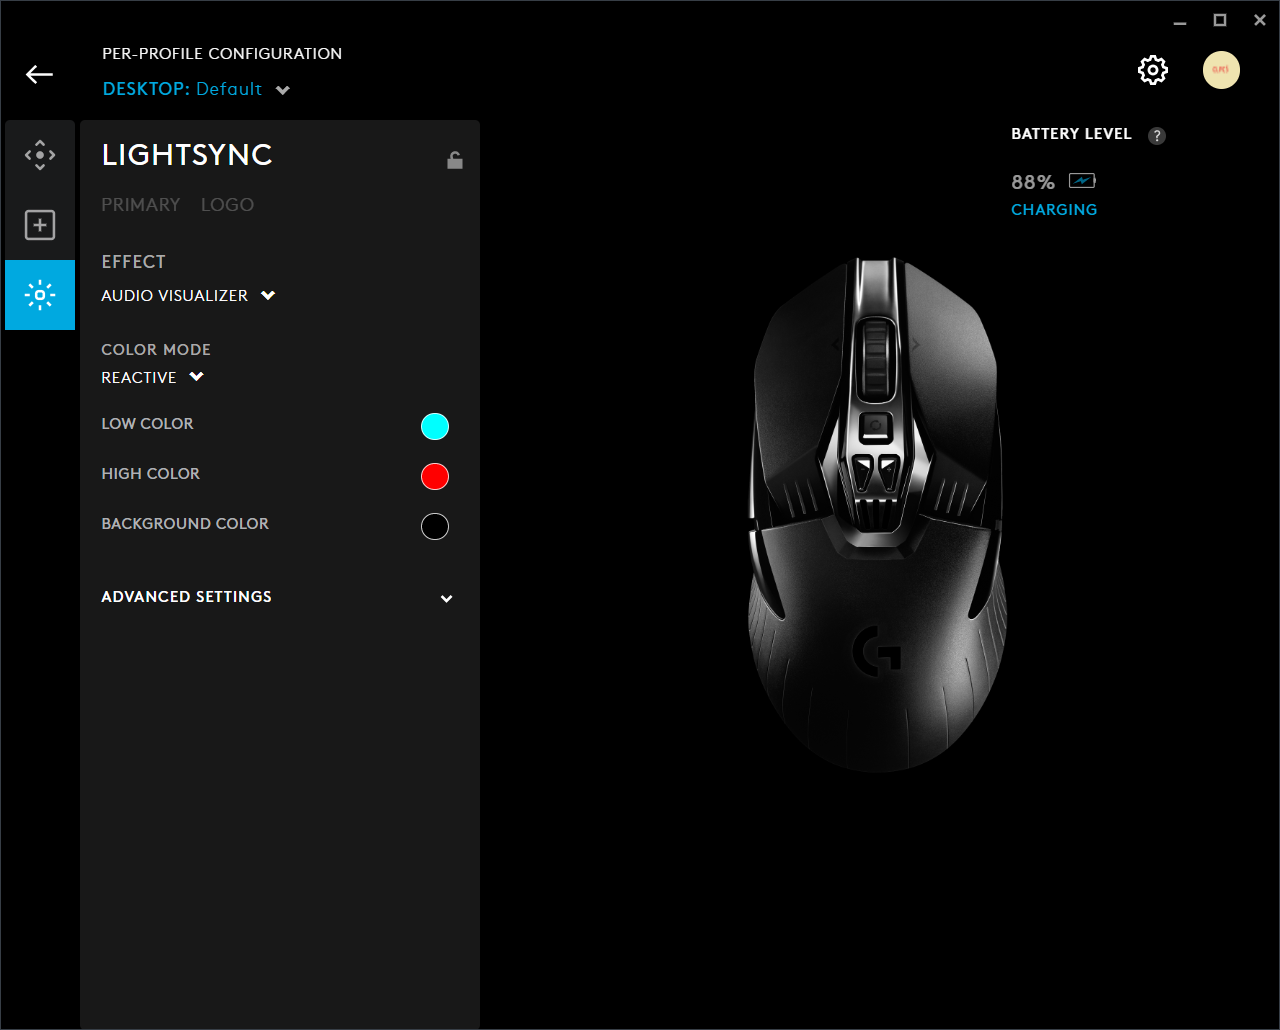 PER-PROFILE CONFIGURATION
DESKTOP: Default
LIGHTSYNC
PRIMARY LOGO
EFFECT
AUDIO VISUALIZER
COLOR MODE
REACTIVE
LOW COLOR
HIGH COLOR
BACKGROUND COLOR
ADVANCED SETTINGS
BATTERY LEVEL ?
88%
CHARGING